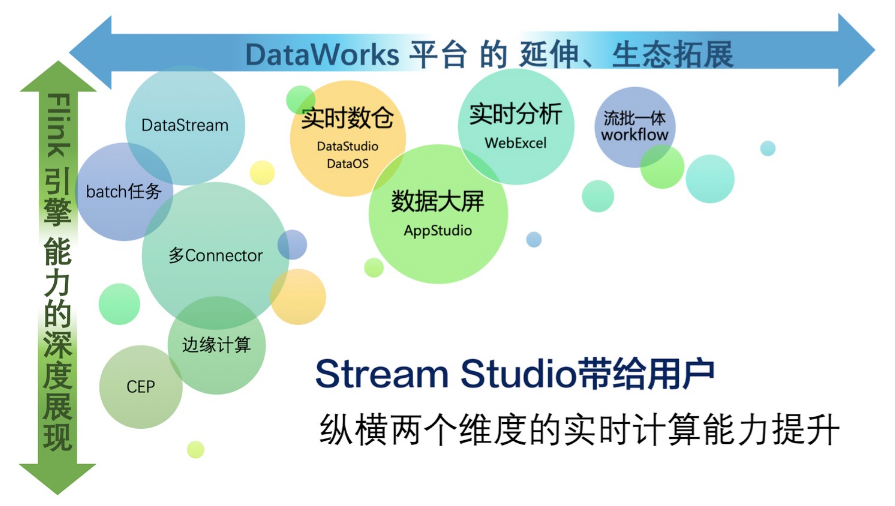 DataWorks 平台 的 延伸、生态拓展
Flink 引擎 能力的深度展现
DataStream
batch任务
多Connector
边缘计算
CEP
实时数仓
DataStudio
DataOS
数据大屏
AppStudio
实时分析
WebExcel
流批一体
workflow
Stream Studio带给用户
纵横两个维度的实时计算能力提升